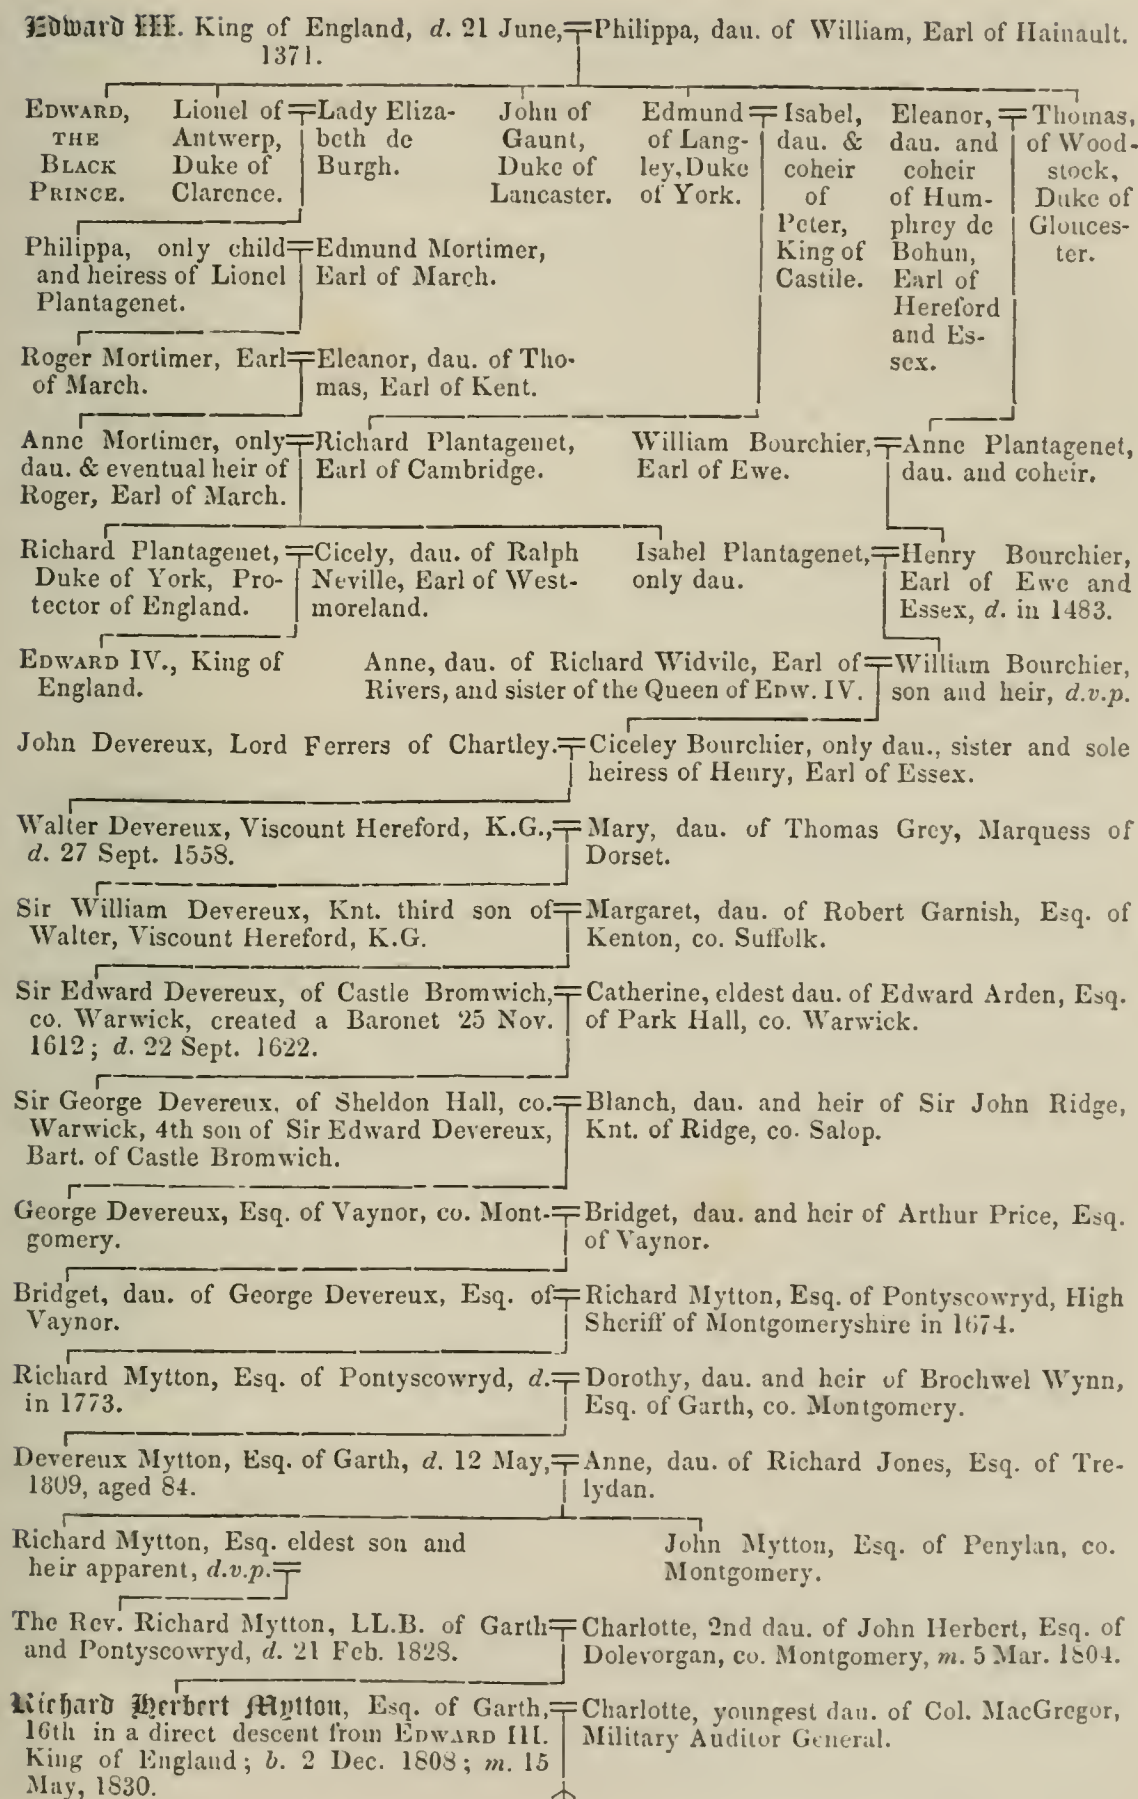 Edward III. King of England, d. 21 June, Philippa, dau. of William, Earl of Hainault.
1371.
EDWARD,
THE
BLACK
PRINCE.
Lionel of
Antwerp,
Duke of
Clarence.
Lady Eliza-
beth de
Burgh.
John of
Gaunt,
Duke of
Lancaster.
Edmund
of Lang-
ley, Duke
of York.
Isabel,
dau. &
coheir
of
Peter,
King of
Castile.
Eleanor,
dau. and
coheir
of Hum-
phrey de
Bohun,
Earl of
Hereford
and Es-
sex.
Thomas,
of Wood-
stock,
Duke of
Glouces-
ter.
Philippa, only child
and heiress of Lionel
Plantagenet.
Edmund Mortimer,
Earl of March.
Roger Mortimer, Earl
of March.
Eleanor, dau. of Tho-
mas, Earl of Kent.
Anne Mortimer, only
dau. & eventual heir of
Roger, Earl of March.
Richard Plantagenet,
Earl of Cambridge.
William Bourchier,
Earl of Ewe.
Anne Plantagenet,
dau. and coheir.
Richard Plantagenet,
Duke of York, Pro-
tector of England.
Cicely, dau. of Ralph
Neville, Earl of West-
moreland.
Isabel Plantagenet,
only dau.
Henry Bourchier,
Earl of Ewe and
Essex, d. in 1483.
EDWARD IV., King of
England.
Anne, dau. of Richard Widvile, Earl of
Rivers, and sister of the Queen of EDW. IV.
William Bourchier,
son and heir, d.v.p.
John Devereux, Lord Ferrers of Chartley.
Ciceley Bourchier, only dau., sister and sole
heiress of Henry, Earl of Essex.
Walter Devereux, Viscount Hereford, K.G.,
d. 27 Sept. 1558.
Mary, dau. of Thomas Grey, Marquess of
Dorset.
Sir William Devereux, Knt. third son of
Walter, Viscount Hereford, K.G.
Margaret, dau. of Robert Garnish, Esq. of
Kenton, co. Suffolk.
Sir Edward Devereux, of Castle Bromwich,
co. Warwick, created a Baronet 25 Nov.
1612; d. 22 Sept. 1622.
Catherine, eldest dau. of Edward Arden, Esq.
of Park Hall, co. Warwick.
Sir George Devereux, of Sheldon Hall, co.
Warwick, 4th son of Sir Edward Devereux,
Bart. of Castle Bromwich.
Blanch, dau. and heir of Sir John Ridge,
Knt. of Ridge, co. Salop.
George Devereux, Esq. of Vaynor, co. Mont-
gomery.
Bridget, dau. and heir of Arthur Price, Esq.
of Vaynor.
Bridget, dau. of George Devereux, Esq. of
Vaynor.
Richard Mytton, Esq. of Pontyscowryd, High
Sheriff of Montgomeryshire in 1674.
Richard Mytton, Esq. of Pontyscowryd, d.
in 1773.
Dorothy, dau. and heir of Brochwel Wynn,
Esq. of Garth, co. Montgomery.
Devereux Mytton, Esq. of Garth, d. 12 May,
1809, aged 84.
Anne, dau. of Richard Jones, Esq. of Tre-
lydan.
Richard Mytton, Esq. eldest son and
heir apparent, d.v.p.
John Mytton, Esq. of Penylan, co.
Montgomery.
The Rev. Richard Mytton, LL.B. of Garth
and Pontyscowryd, d. 21 Feb. 1828.
Charlotte, 2nd dau. of John Herbert, Esq. of
Dolevorgan, co. Montgomery, m. 5 Mar. 1804.
Richard Herbert Mytton, Esq. of Garth,
16th in a direct descent from EDWARD III.
King of England; b. 2 Dec. 1808; m. 15
May, 1830.
Charlotte, youngest dau. of Col. MacGregor,
Military Auditor General.